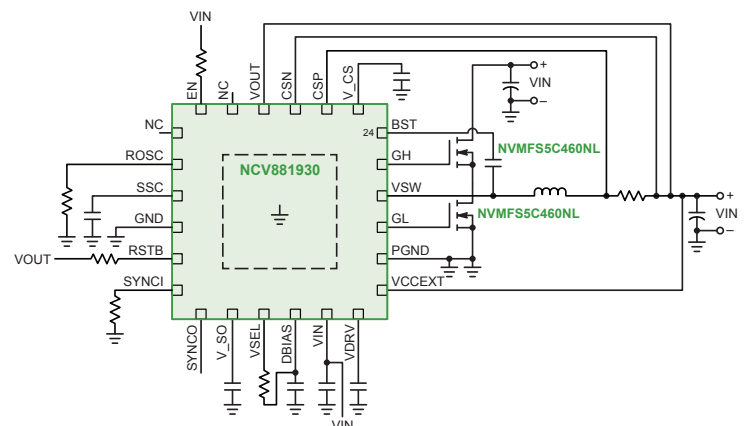 VIN
EN
NC
VOUT
CSN
CSP
V_CS
+
VIN
–
NC
24
BST
NVMFS5C460NL
ROSC
GH
NCV881930
SSC
VSW
+
NVMFS5C460NL
VIN
GND
GL
–
VOUT
RSTB
PGND
SYNCI
VCCEXT
SYNCO
V_SO
VSEL
DBIAS
VIN
VDRV
VIN